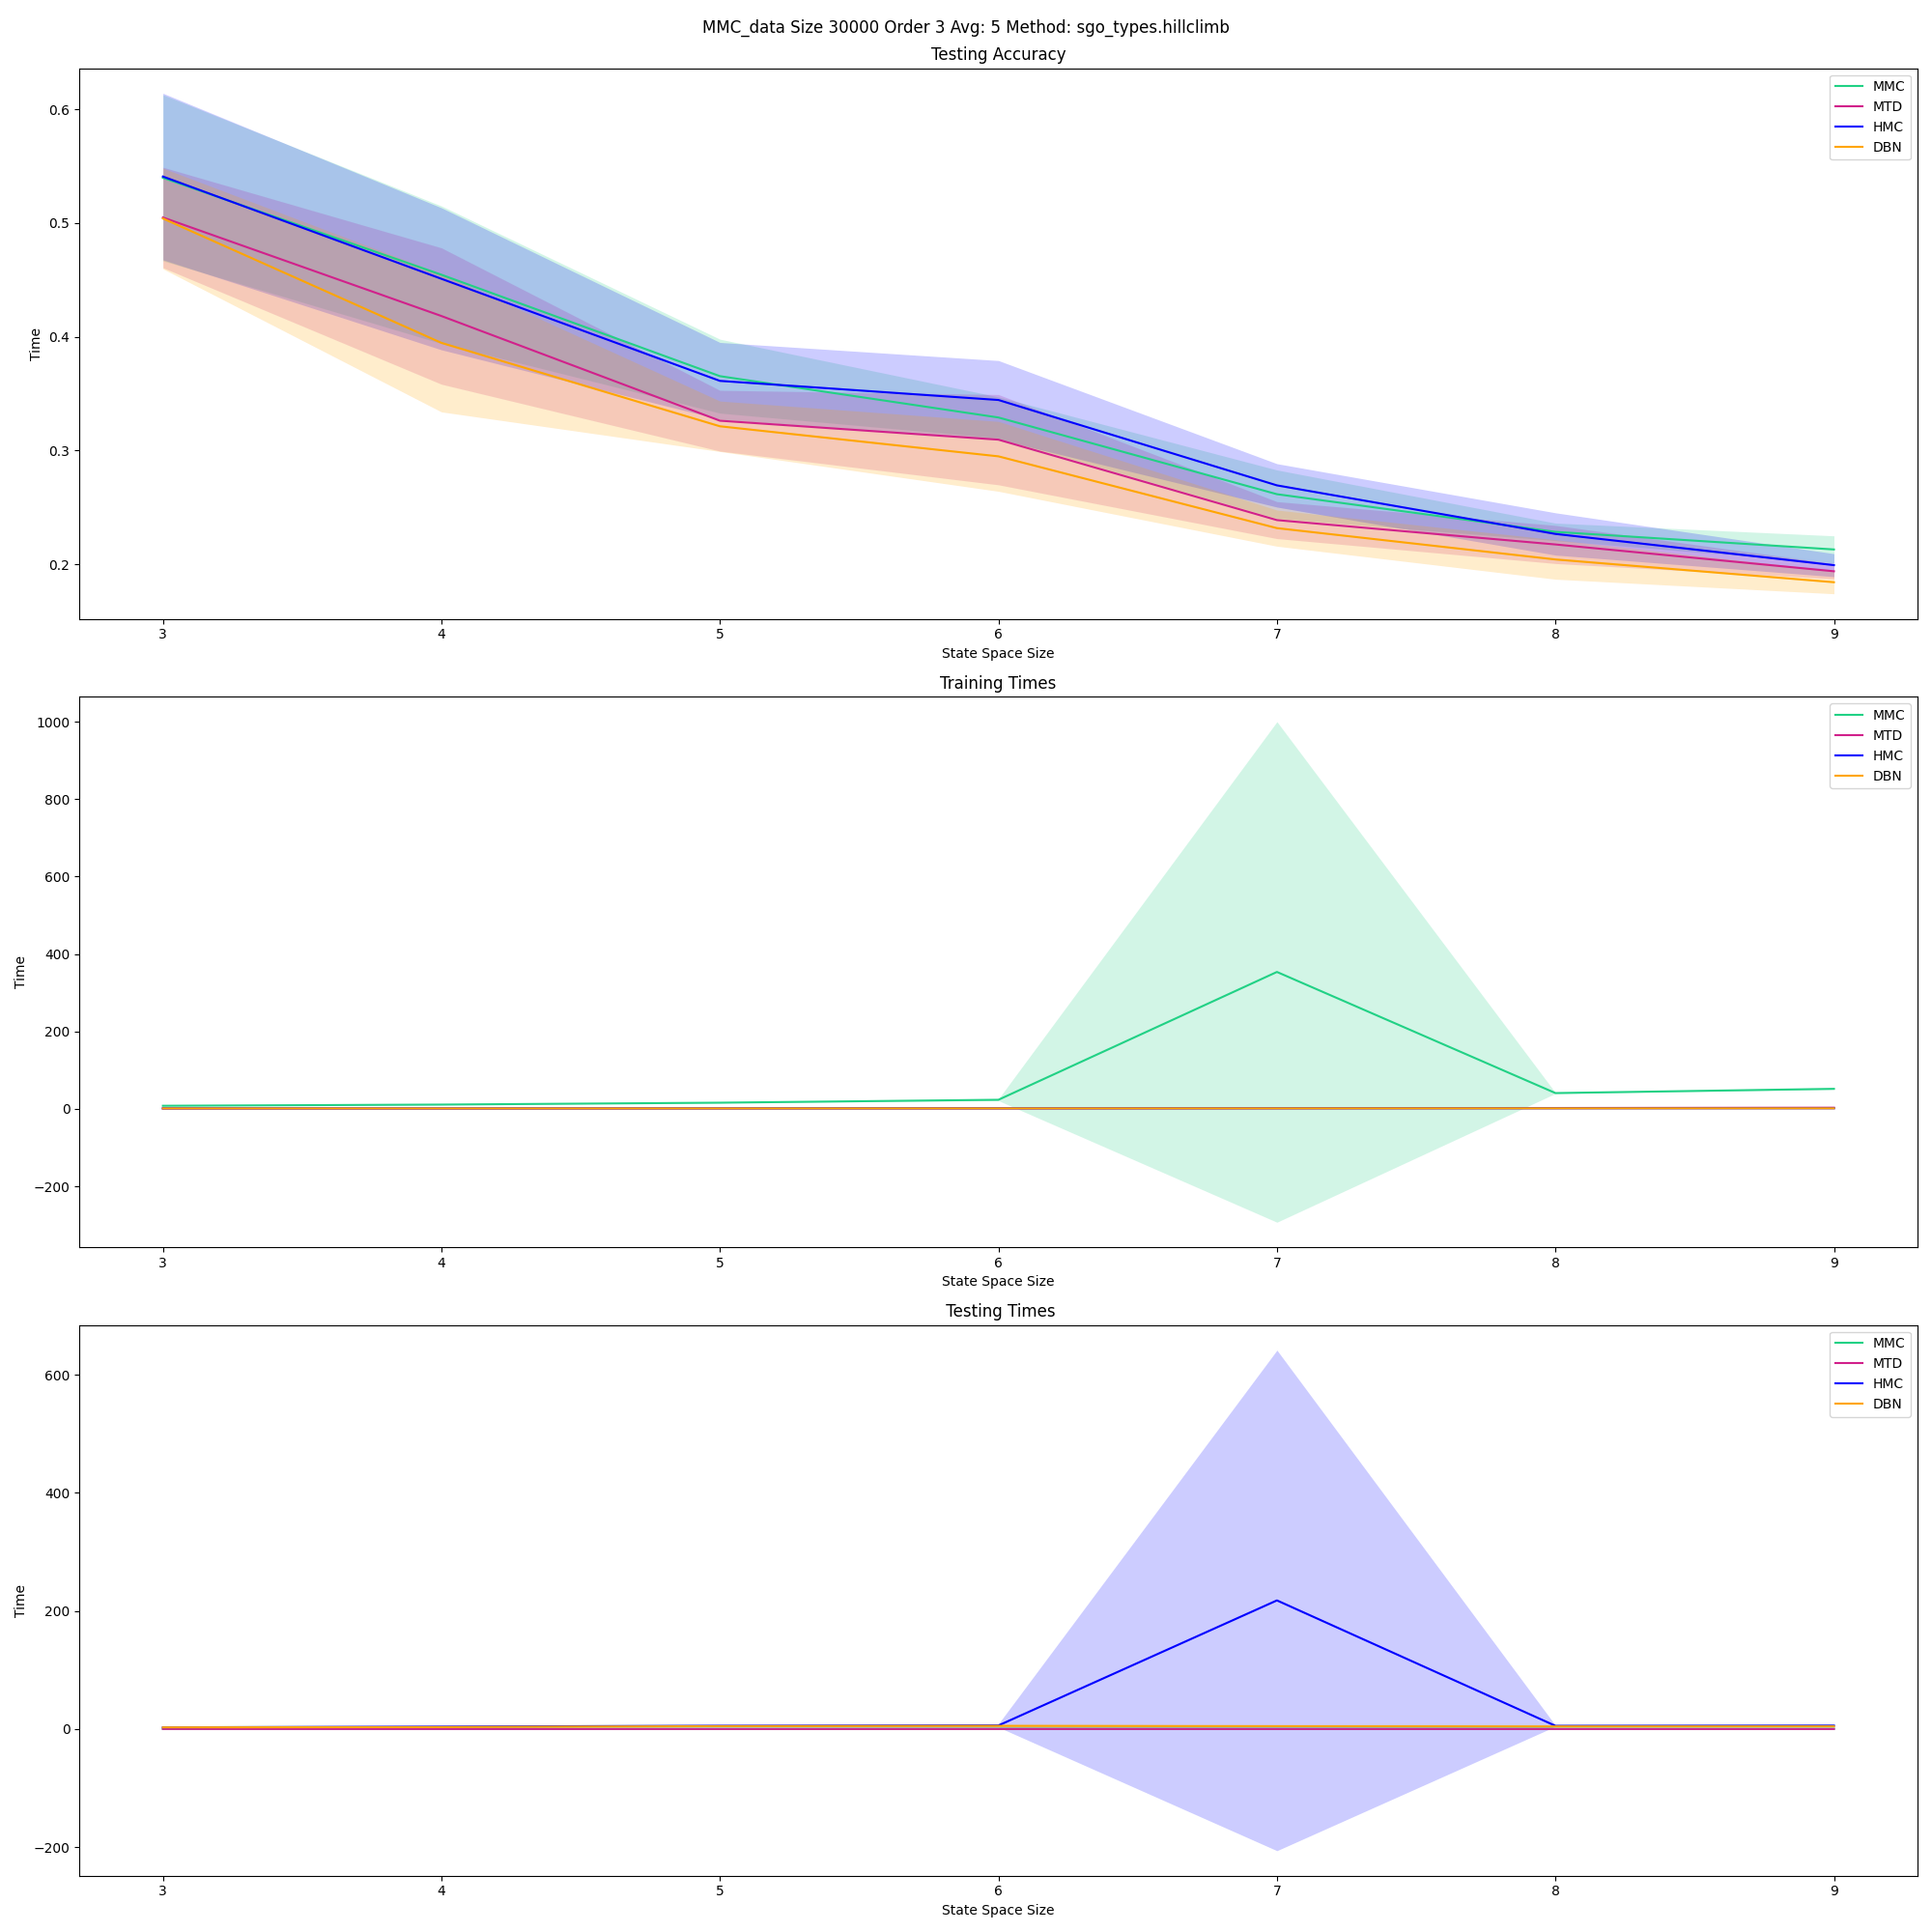 MMC_data Size 30000 Order 3 Avg: 5 Method: sgo_types.hillclimb
Testing Accuracy
MMC
MTD
HMC
DBN
0.6
0.5
0.4
0.3
0.2
Time
3 4 5 6 7 8 9
State Space Size
Training Times
MMC
MTD
HMC
DBN
1000
800
600
400
200
0
−200
Time
3 4 5 6 7 8 9
State Space Size
Testing Times
MMC
MTD
HMC
DBN
600
400
200
0
−200
Time
3 4 5 6 7 8 9
State Space Size